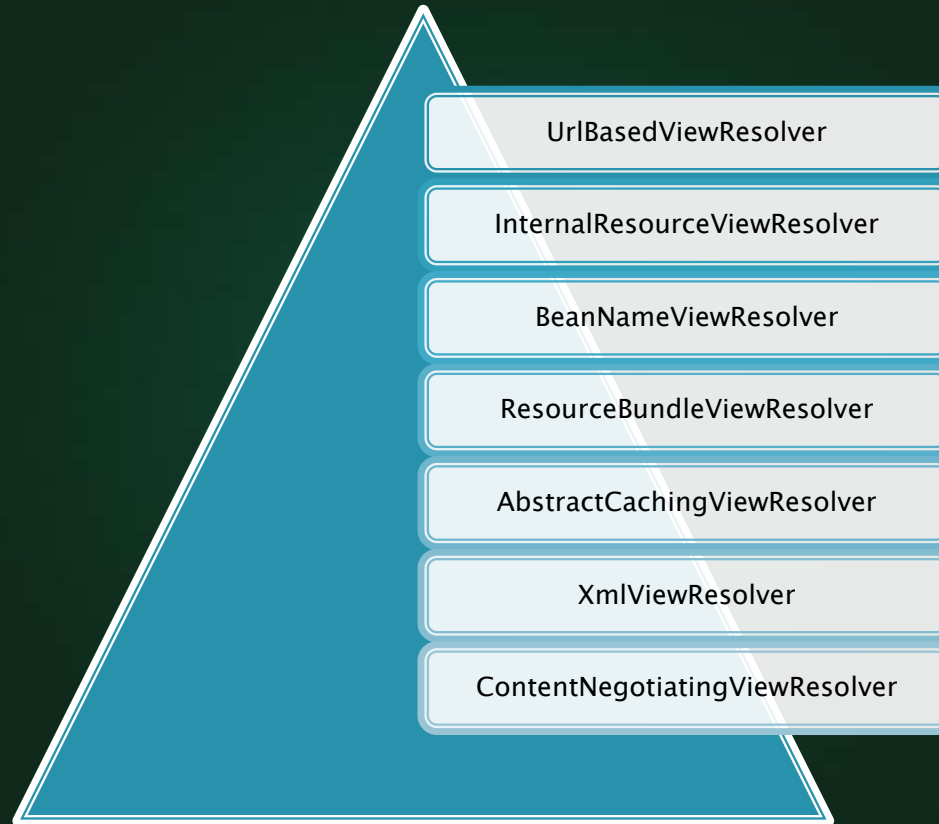 UrlBasedViewResolver
InternalResourceViewResolver
BeanNameViewResolver
ResourceBundleViewResolver
AbstractCachingViewResolver
XmlViewResolver
ContentNegotiatingViewResolver